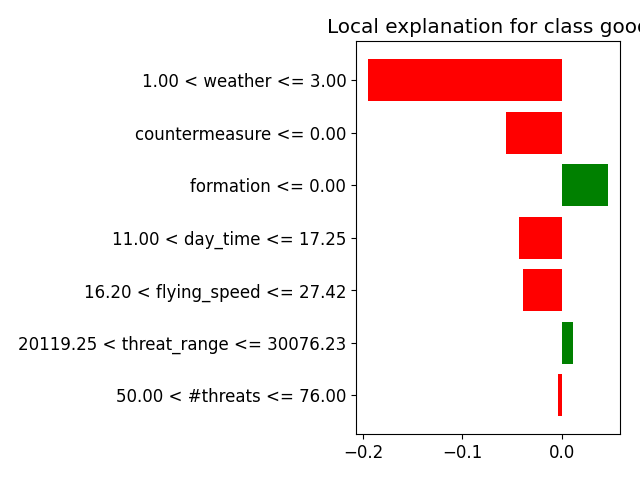 Local explanation for class good
1.00 < weather <= 3.00
countermeasure <= 0.00
formation <= 0.00
11.00 < day_time <= 17.25
16.20 < flying_speed <= 27.42
20119.25 < threat_range <= 30076.23
50.00 < #threats <= 76.00
−0.2 −0.1 0.0